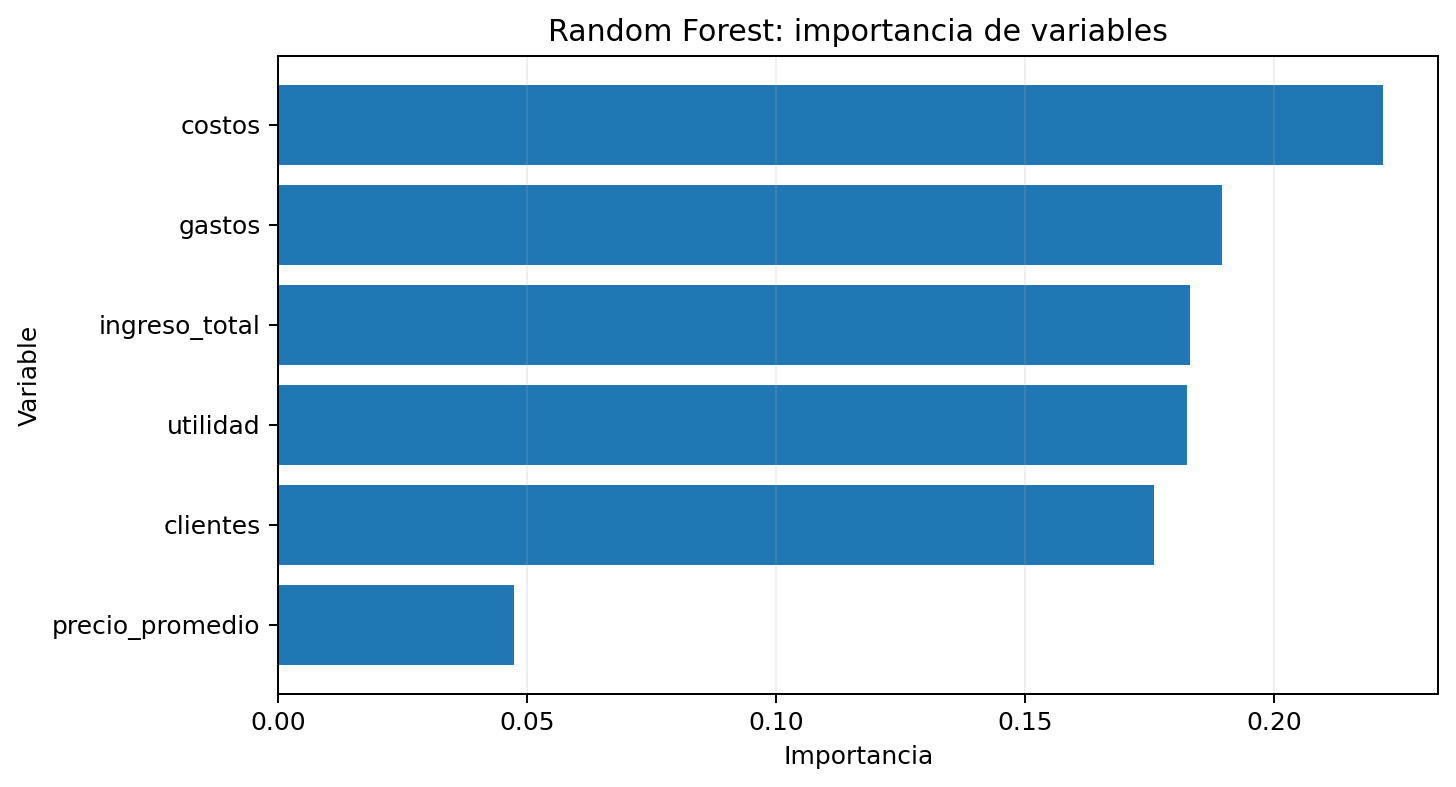 Random Forest: importancia de variables
Variable
costos
gastos
ingreso_total
utilidad
clientes
precio_promedio
0.00 0.05 0.10 0.15 0.20
Importancia